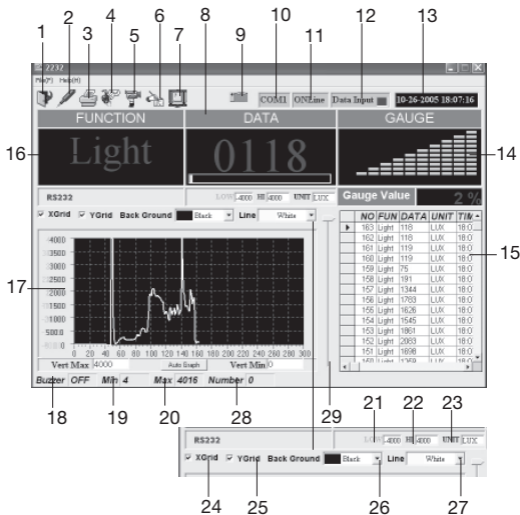 1 2 3 4 5 6 7 8 9 10 11 12 13
2232
File(F) Help(H)
COM1 ONLine Data Input 10-26-2005 18:07:16
FUNCTION DATA GAUGE
16 Light 0118 14
RS232 LOW -4000 HI 4000 UNIT LUX Gauge Value 2 %
XGrid YGrid Back Ground Black Line White
NO FUN DATA UNIT TIM
163 Light 118 LUX 18:0
162 Light 118 LUX 18:0
161 Light 119 LUX 18:0
160 Light 119 LUX 18:0
159 Light 75 LUX 18:0
158 Light 191 LUX 18:0
157 Light 1344 LUX 18:0
156 Light 1783 LUX 18:0
155 Light 1626 LUX 18:0
154 Light 1545 LUX 18:0
153 Light 1861 LUX 18:0
152 Light 2083 LUX 18:0
151 Light 1698 LUX 18:0
15
17
4000
3500
3000
2500
2000
1500
1000
500.0
0 20 40 60 80 100 120 140 160 180 200 220 240 260 280 300
Vert Max 4000 Auto Graph Vert Min 0
Buzzer OFF Min 4 Max 4016 Number 0
18 19 20 28 29 21 22 23
RS232 LOW -4000 HI 4000 UNIT LUX
XGrid YGrid Back Ground Black Line White
24 25 26 27